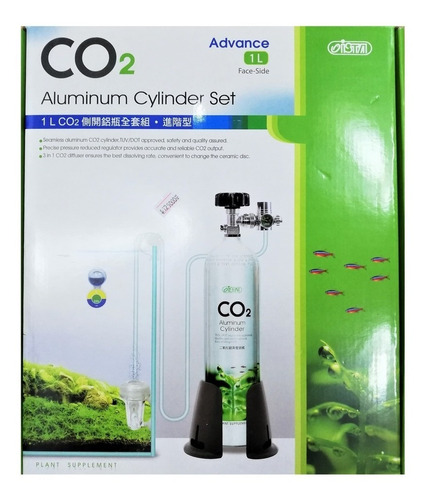 CO2
Advance
1 L
Face-Side
ISTA
Aluminum Cylinder Set
1 L CO2 側開鋁瓶全套組・進階型
Seamless aluminum CO2 cylinder, TUV/DOT approved, safety and quality assured.
Precise pressure reduced regulator provides accurate and reliable CO2 output.
3 in 1 CO2 diffuser ensures the best dissolving rate, convenient to change the ceramic disc.
ISTA
CO2
Aluminum
Cylinder
PLANT SUPPLEMENT